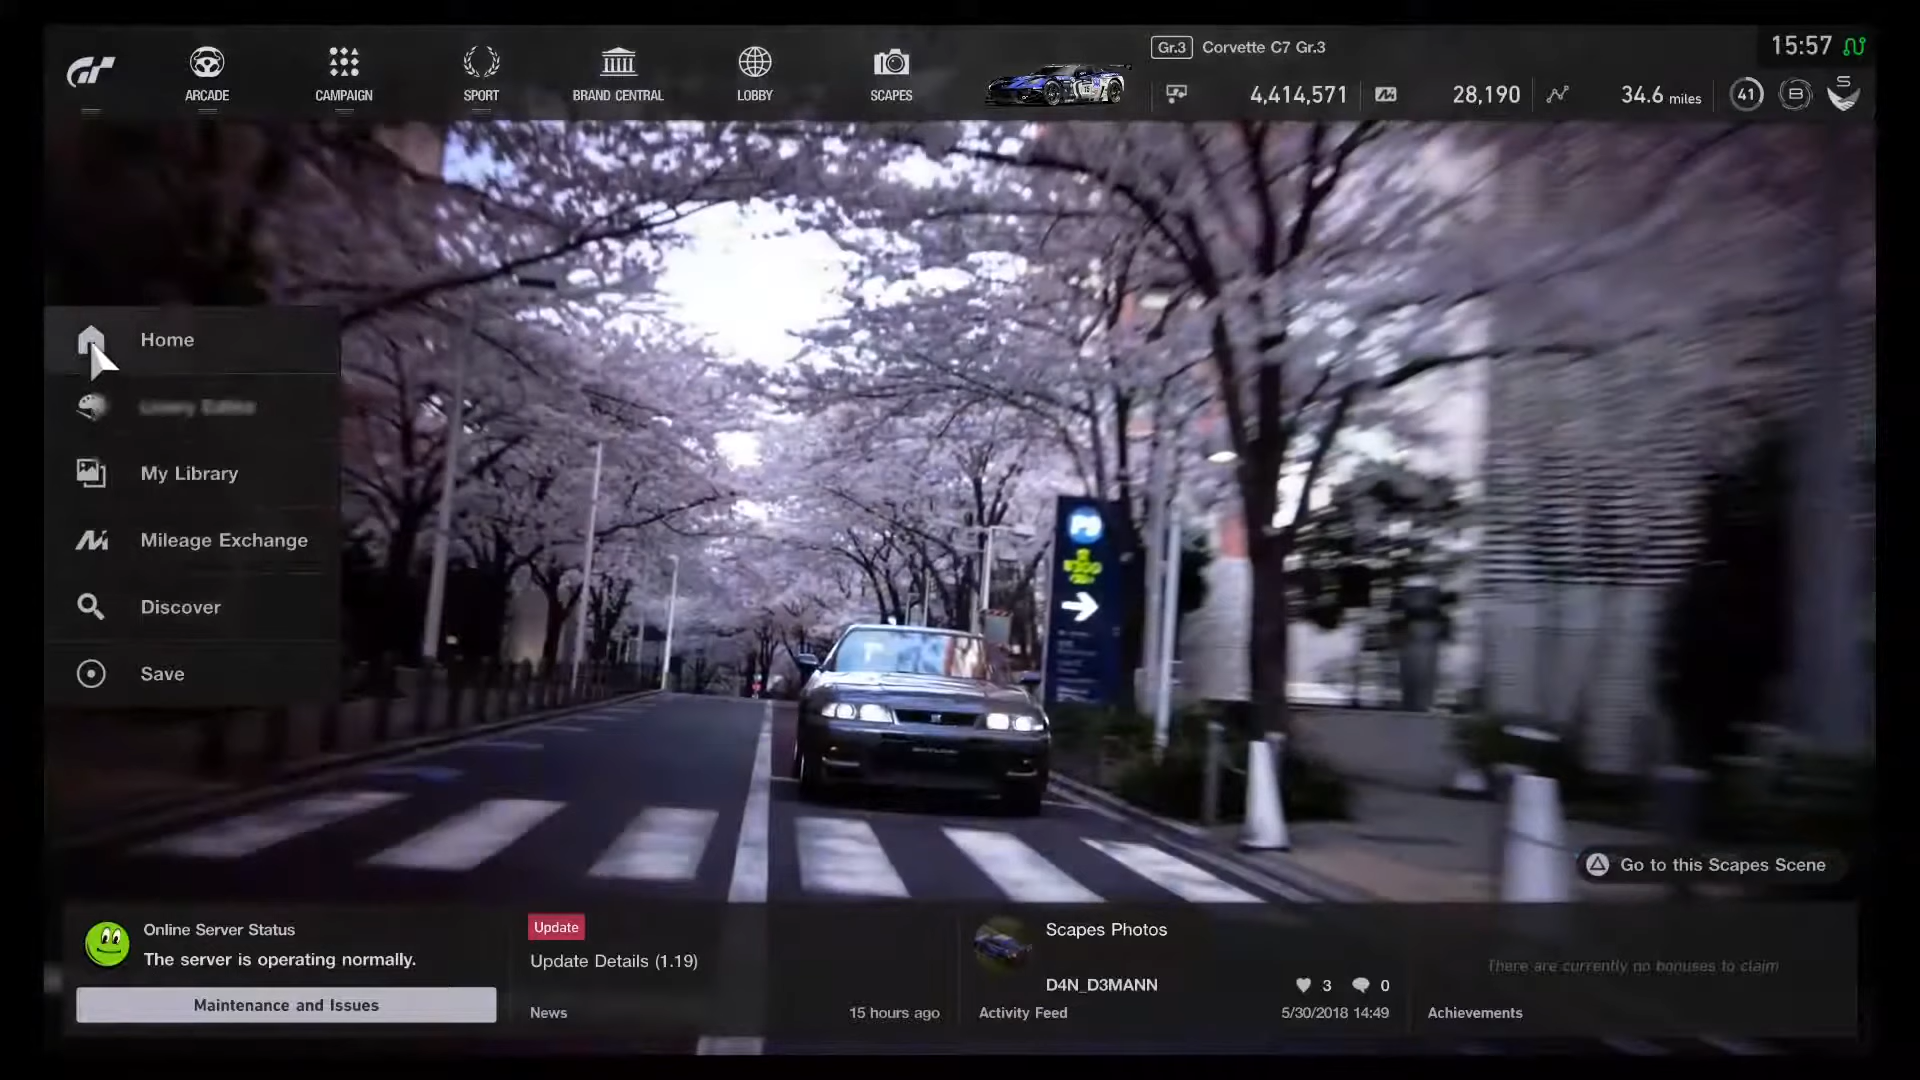 GT
ARCADE
CAMPAIGN
SPORT
BRAND CENTRAL
LOBBY
SCAPES
Gr.3 Corvette C7 Gr.3
15:57
4,414,571
28,190
34.6 miles
41
B
S
Home
Livery Editor
My Library
Mileage Exchange
Discover
Save
Go to this Scapes Scene
Online Server Status
The server is operating normally.
Maintenance and Issues
Update
Update Details (1.19)
News
15 hours ago
Scapes Photos
D4N_D3MANN
3
0
Activity Feed
5/30/2018 14:49
There are currently no bonuses to claim
Achievements